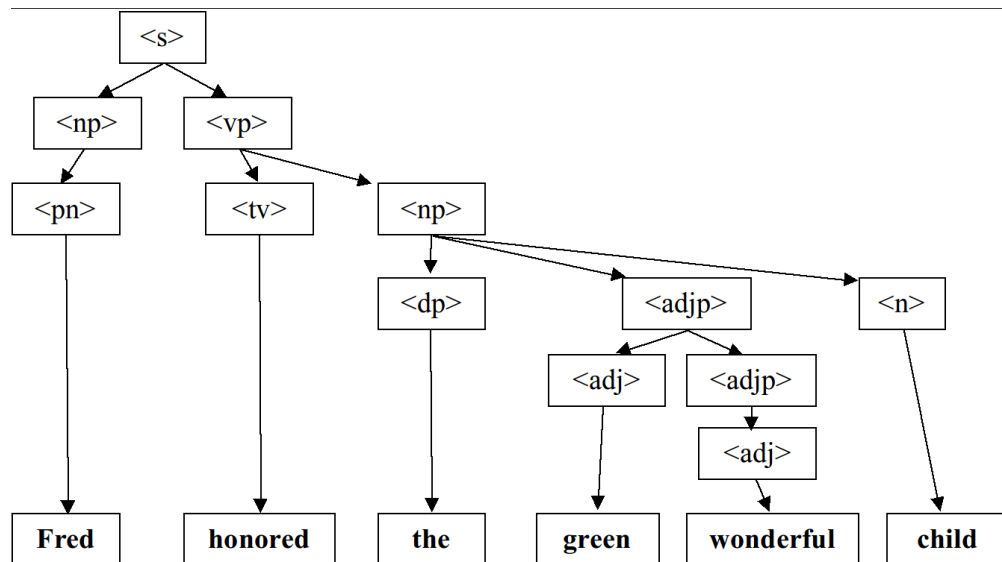 <s>
<np> <vp>
<pn> <tv> <np>
<dp> <adjp> <n>
<adj> <adjp>
<adj>
Fred honored the green wonderful child